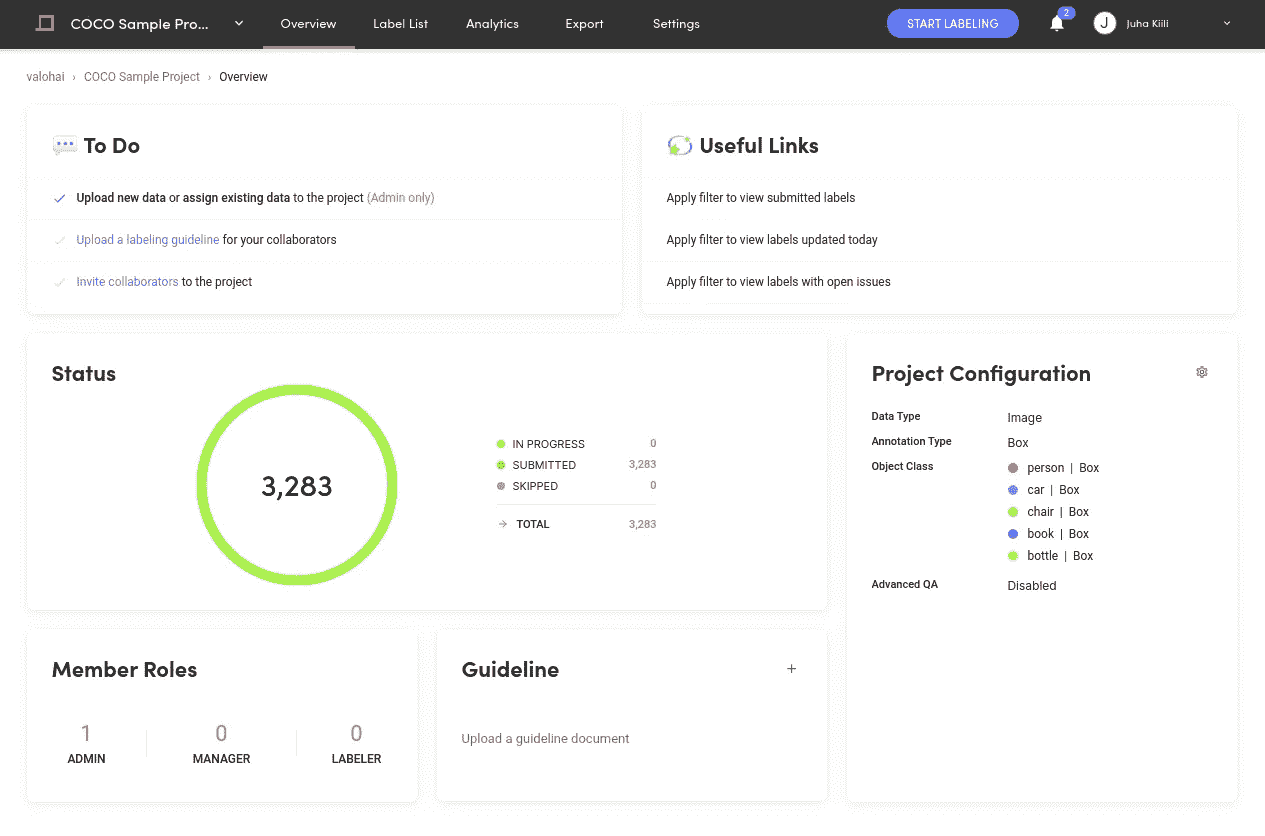 COCO Sample Pro...
Overview
Label List
Analytics
Export
Settings
START LABELING
2
J
Juha Kiili
valohai › COCO Sample Project › Overview
To Do
Upload new data or assign existing data to the project (Admin only)
Upload a labeling guideline for your collaborators
Invite collaborators to the project
Useful Links
Apply filter to view submitted labels
Apply filter to view labels updated today
Apply filter to view labels with open issues
Status
3,283
IN PROGRESS 0
SUBMITTED 3,283
SKIPPED 0
TOTAL 3,283
Project Configuration
Data Type Image
Annotation Type Box
Object Class person | Box
car | Box
chair | Box
book | Box
bottle | Box
Advanced QA Disabled
Member Roles
1 0 0
ADMIN MANAGER LABELER
Guideline +
Upload a guideline document